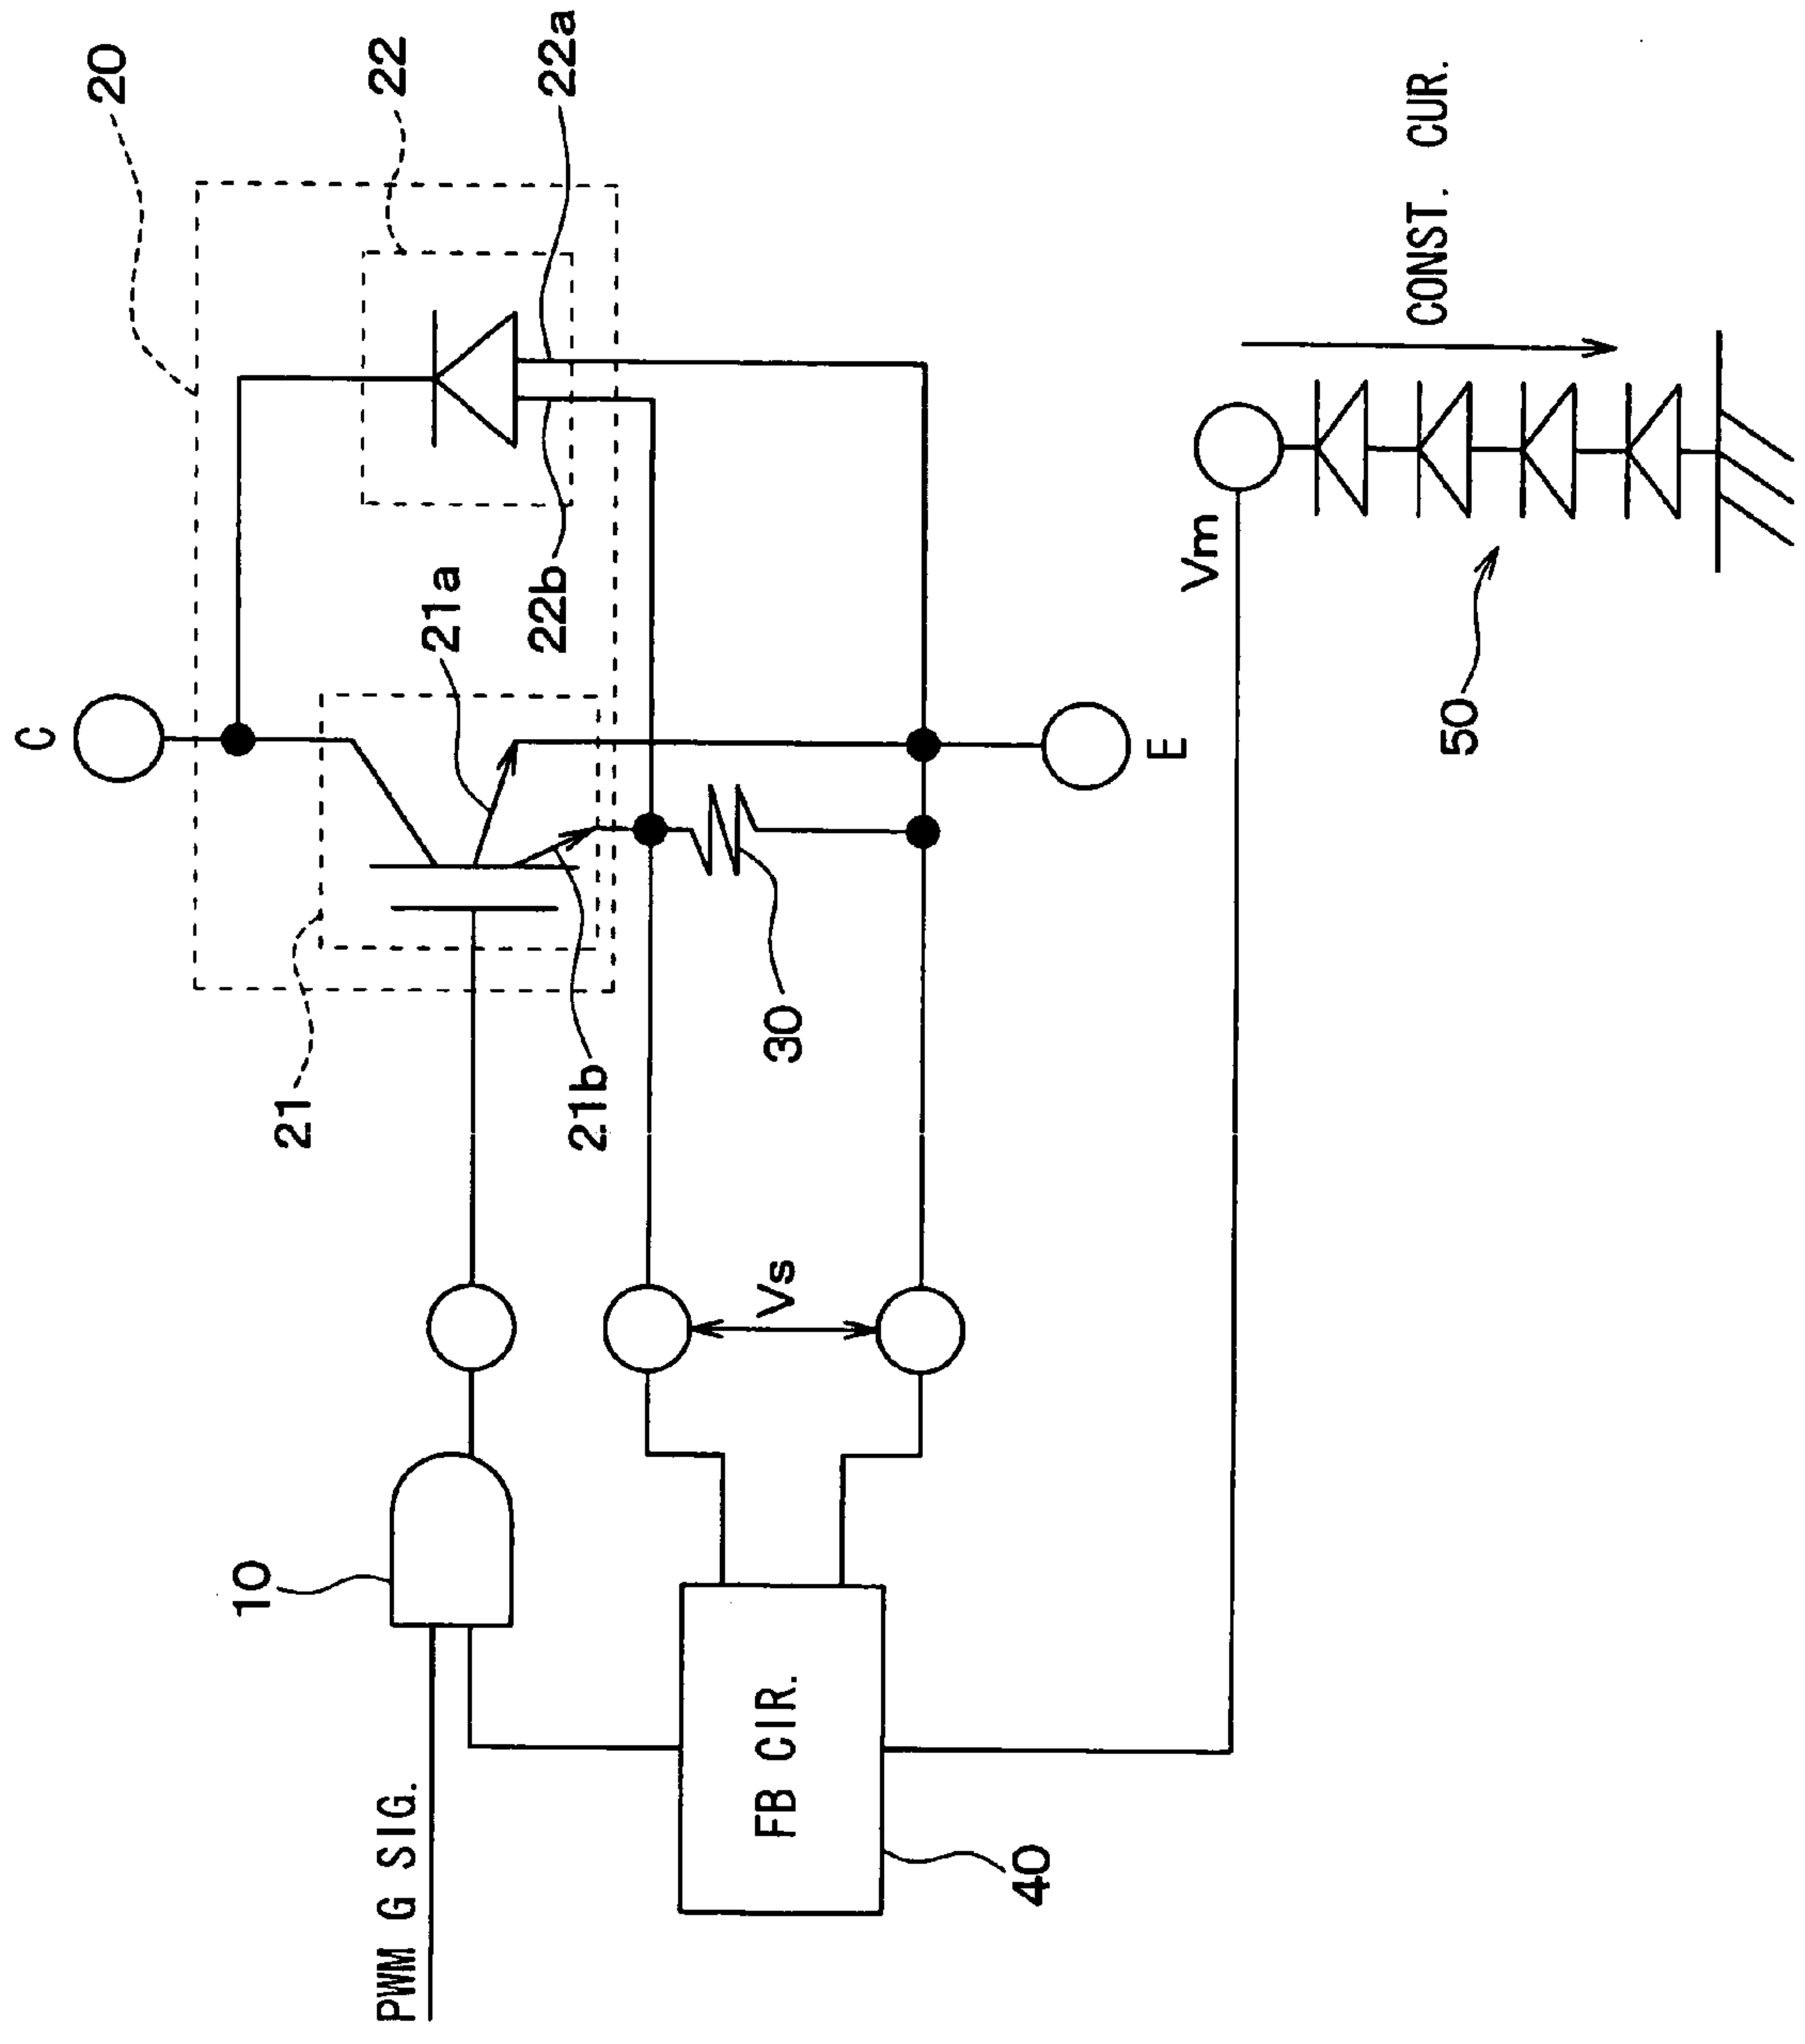 20
22
22a
C
21a
22b
21
21b
30
E
10
PWM G SIG.
Vs
FB CIR.
40
Vm
50
CONST. CUR.